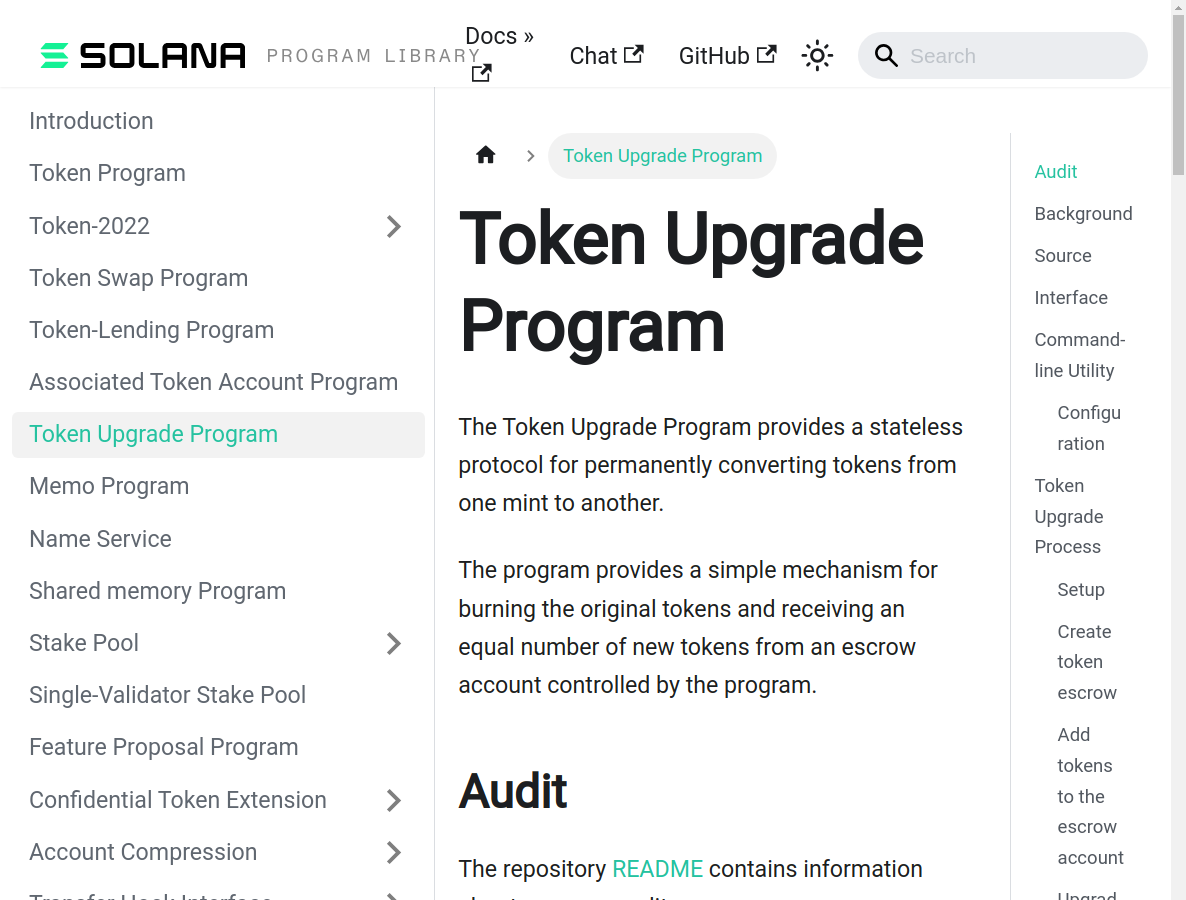 SOLANA PROGRAM LIBRARY
Docs »
Chat
GitHub
Search
Introduction
Token Program
Token-2022
Token Swap Program
Token-Lending Program
Associated Token Account Program
Token Upgrade Program
Memo Program
Name Service
Shared memory Program
Stake Pool
Single-Validator Stake Pool
Feature Proposal Program
Confidential Token Extension
Account Compression
Transfer Hook Interface
Token Upgrade Program
Token Upgrade
Program
The Token Upgrade Program provides a stateless
protocol for permanently converting tokens from
one mint to another.
The program provides a simple mechanism for
burning the original tokens and receiving an
equal number of new tokens from an escrow
account controlled by the program.
Audit
The repository README contains information
Audit
Background
Source
Interface
Command-
line Utility
Configu
ration
Token
Upgrade
Process
Setup
Create
token
escrow
Add
tokens
to the
escrow
account
Upgrad